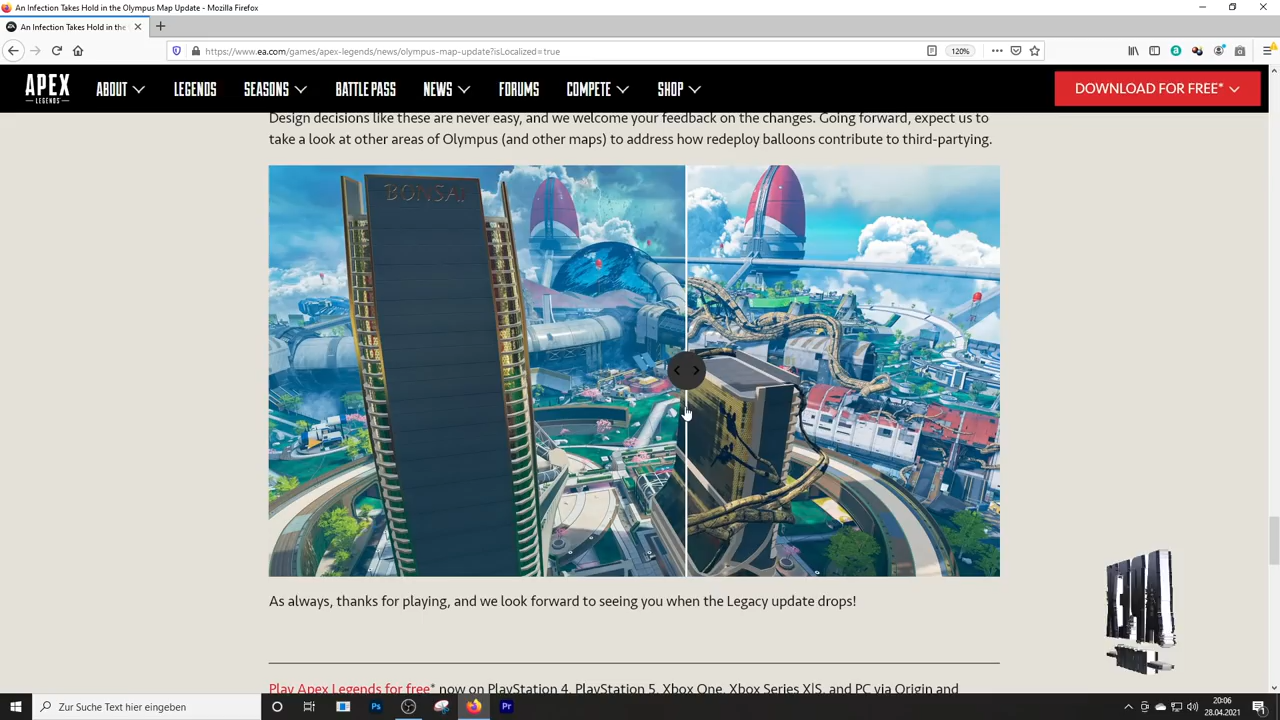 An Infection Takes Hold in the Olympus Map Update - Mozilla Firefox
An Infection Takes Hold in the
https://www.ea.com/games/apex-legends/news/olympus-map-update?isLocalized=true
120%
APEX
LEGENDS
ABOUT
LEGENDS
SEASONS
BATTLE PASS
NEWS
FORUMS
COMPETE
SHOP
DOWNLOAD FOR FREE*
Design decisions like these are never easy, and we welcome your feedback on the changes. Going forward, expect us to
take a look at other areas of Olympus (and other maps) to address how redeploy balloons contribute to third-partying.
BONSAI
As always, thanks for playing, and we look forward to seeing you when the Legacy update drops!
Play Apex Legends for free* now on PlayStation 4, PlayStation 5, Xbox One, Xbox Series X|S, and PC via Origin and
Zur Suche Text hier eingeben
Ps
Pr
20:06
28.04.2021